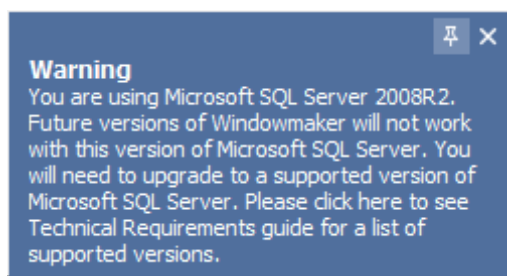 Warning
You are using Microsoft SQL Server 2008R2.
Future versions of Windowmaker will not work
with this version of Microsoft SQL Server. You
will need to upgrade to a supported version of
Microsoft SQL Server. Please click here to see
Technical Requirements guide for a list of
supported versions.